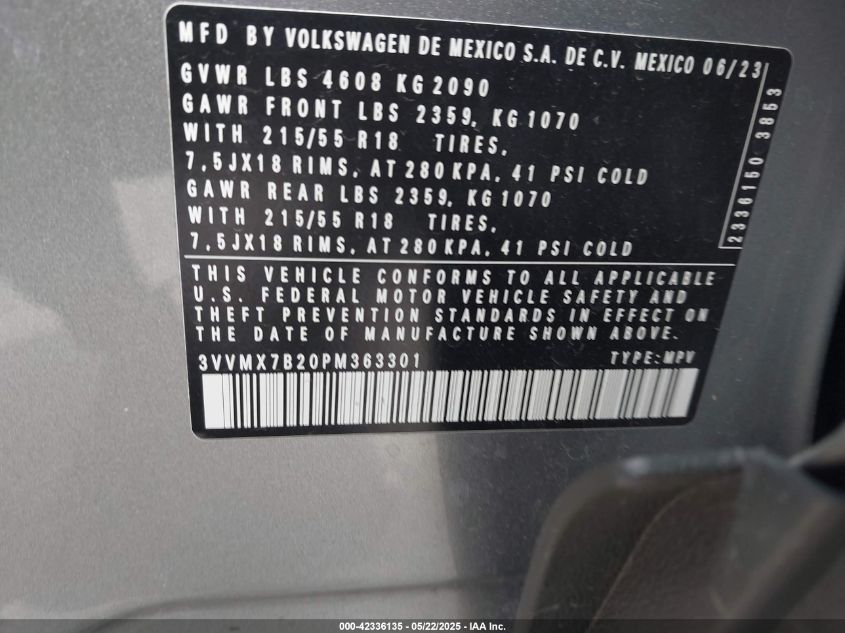 MFD BY VOLKSWAGEN DE MEXICO S.A. DE C.V. MEXICO 06/23
GVWR LBS 4608 KG 2090
GAWR FRONT LBS 2359, KG 1070
WITH 215/55 R18 TIRES,
7,5JX18 RIMS, AT 280 KPA, 41 PSI COLD
GAWR REAR LBS 2359, KG 1070
WITH 215/55 R18 TIRES,
7,5JX18 RIMS, AT 280 KPA, 41 PSI COLD
2336150 3853
THIS VEHICLE CONFORMS TO ALL APPLICABLE
U.S. FEDERAL MOTOR VEHICLE SAFETY AND
THEFT PREVENTION STANDARDS IN EFFECT ON
THE DATE OF MANUFACTURE SHOWN ABOVE.
3VVMX7B20PM363301 TYPE:MPV
000-42336135 - 05/22/2025 - IAA Inc.